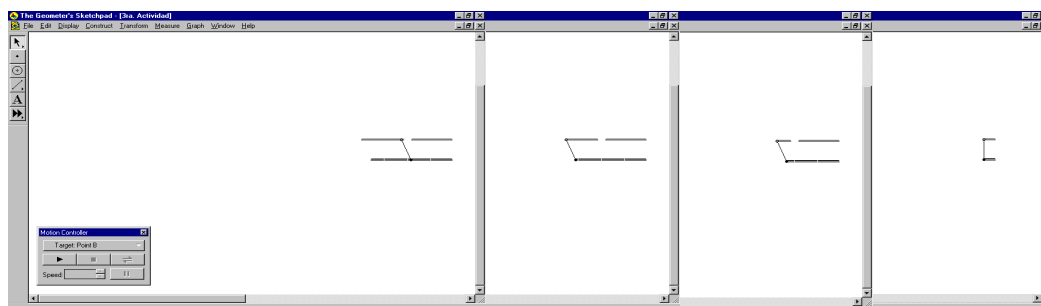 The Geometer's Sketchpad - [3ra. Actividad]
File Edit Display Construct Transform Measure Graph Window Help
A
Motion Controller
Target: Point B
Speed: